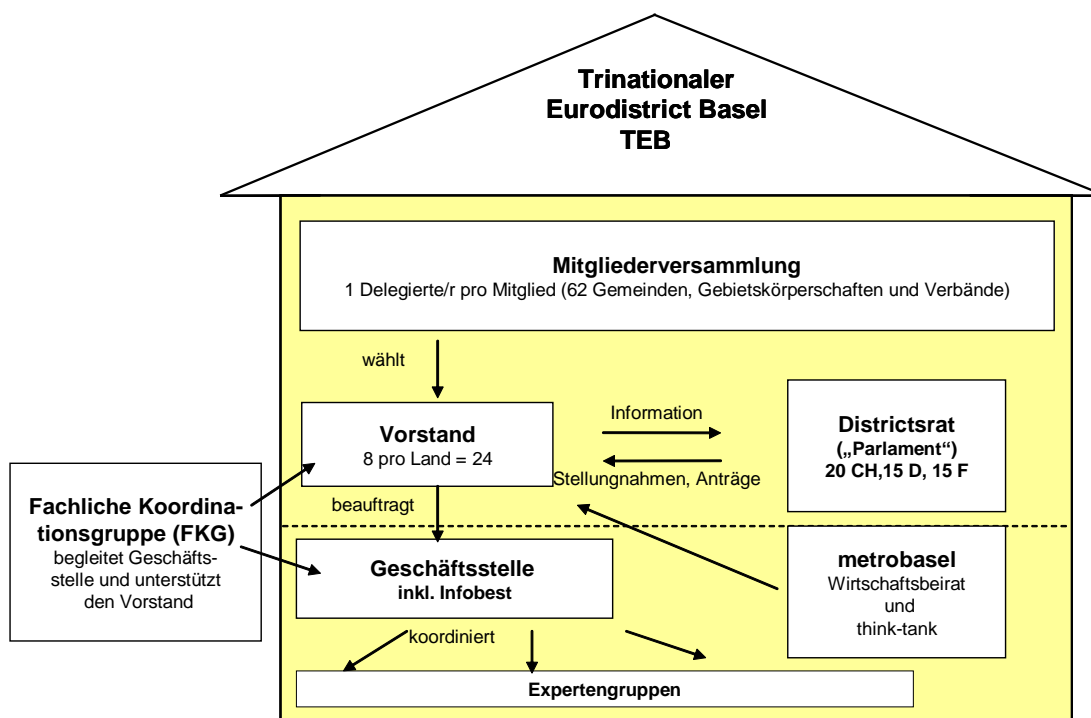 Trinationaler
Eurodistrict Basel
TEB
Mitgliederversammlung
1 Delegierte/r pro Mitglied (62 Gemeinden, Gebietskörperschaften und Verbände)
wählt
Vorstand
8 pro Land = 24
Information
Stellungnahmen, Anträge
Districtsrat
(„Parlament“)
20 CH,15 D, 15 F
Fachliche Koordina-
tionsgruppe (FKG)
begleitet Geschäfts-
stelle und unterstützt
den Vorstand
beauftragt
Geschäftsstelle
inkl. Infobest
metrobasel
Wirtschaftsbeirat
und
think-tank
koordiniert
Expertengruppen